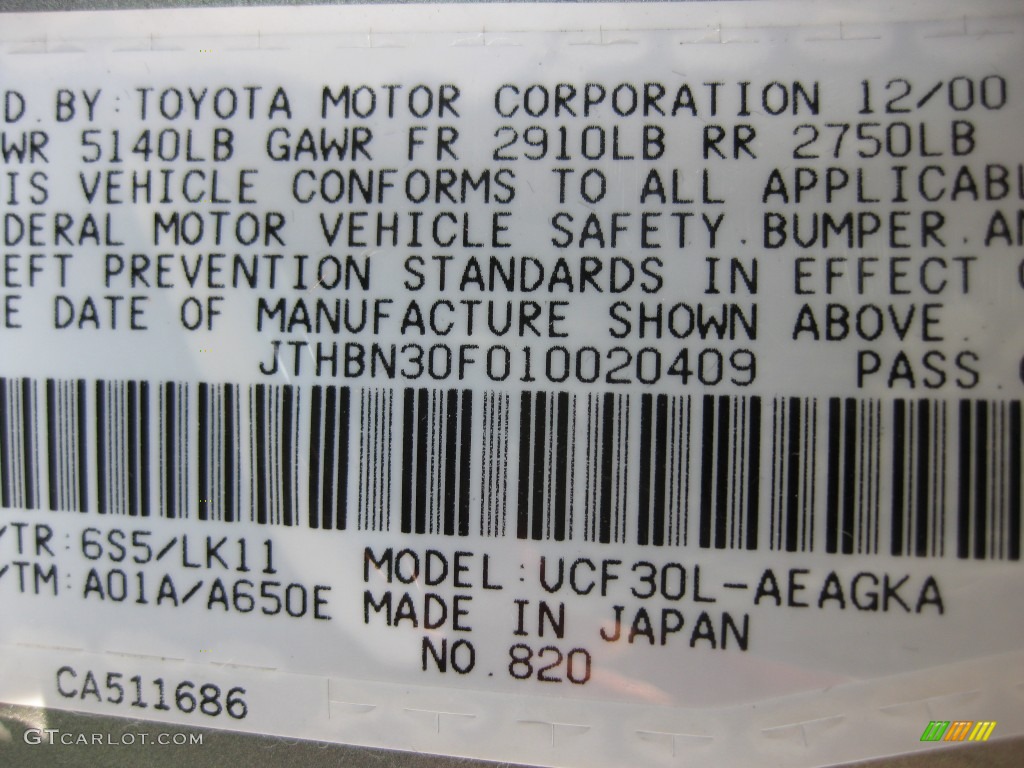 D.BY:TOYOTA MOTOR CORPORATION 12/00
WR 5140LB GAWR FR 2910LB RR 2750LB
IS VEHICLE CONFORMS TO ALL APPLICABL
DERAL MOTOR VEHICLE SAFETY.BUMPER.AN
EFT PREVENTION STANDARDS IN EFFECT
E DATE OF MANUFACTURE SHOWN ABOVE.
JTHBN30F010020409 PASS.
/TR:6S5/LK11
/TM:A01A/A650E
MODEL:UCF30L-AEAGKA
MADE IN JAPAN
NO.820
CA511686
GTCARLOT.COM